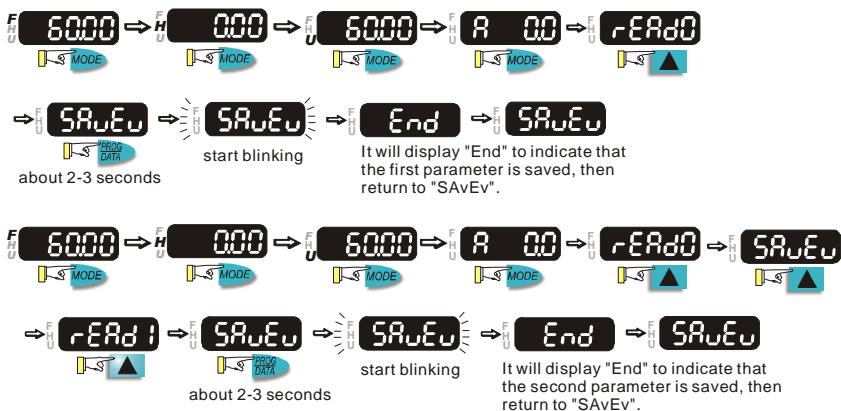 F H U 60.00 F H U 0.00 F H U 60.00 F H U A 0.0 F H U rEAd0
MODE MODE MODE MODE
F H U SAvEv F H U SAvEv F H U End F H U SAvEv
PROG
DATA
start blinking
about 2-3 seconds
It will display "End" to indicate that
the first parameter is saved, then
return to "SAvEv".
F H U 60.00 F H U 0.00 F H U 60.00 F H U A 0.0 F H U rEAd0 F H U SAvEv
MODE MODE MODE MODE
F H U rEAd1 F H U SAvEv F H U SAvEv F H U End F H U SAvEv
PROG
DATA
about 2-3 seconds
start blinking
It will display "End" to indicate that
the second parameter is saved, then
return to "SAvEv".